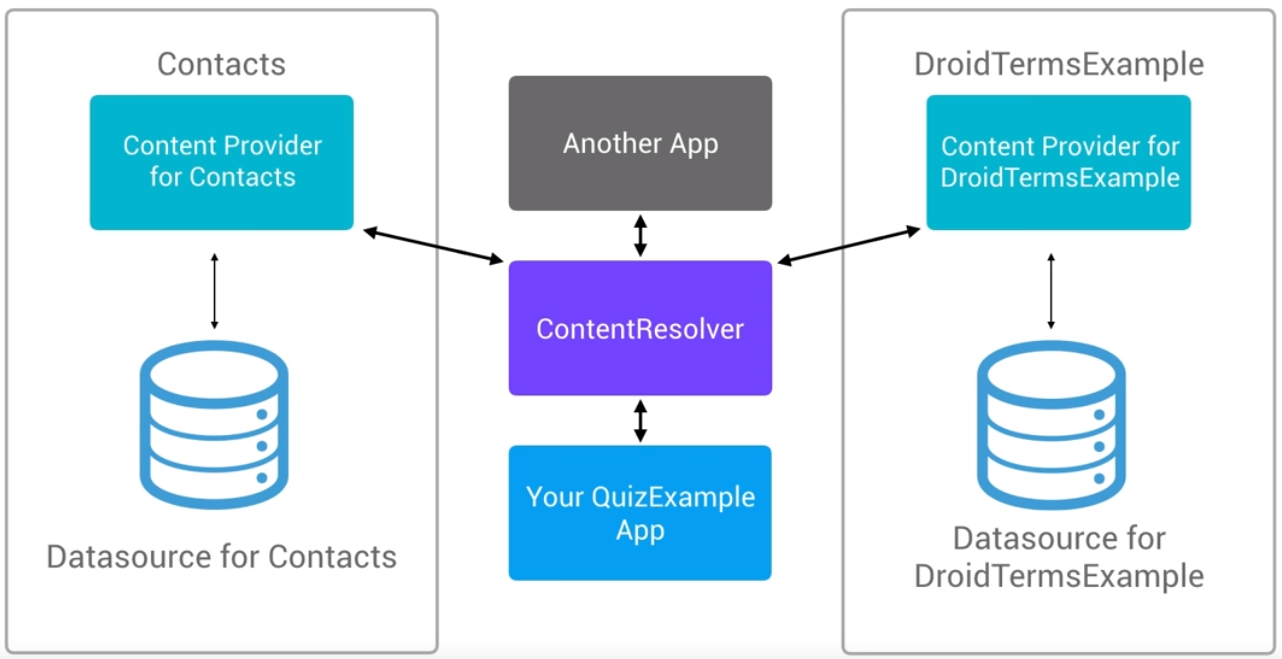 Contacts
Content Provider
for Contacts
Datasource for Contacts
Another App
ContentResolver
Your QuizExample
App
DroidTermsExample
Content Provider for
DroidTermsExample
Datasource for
DroidTermsExample